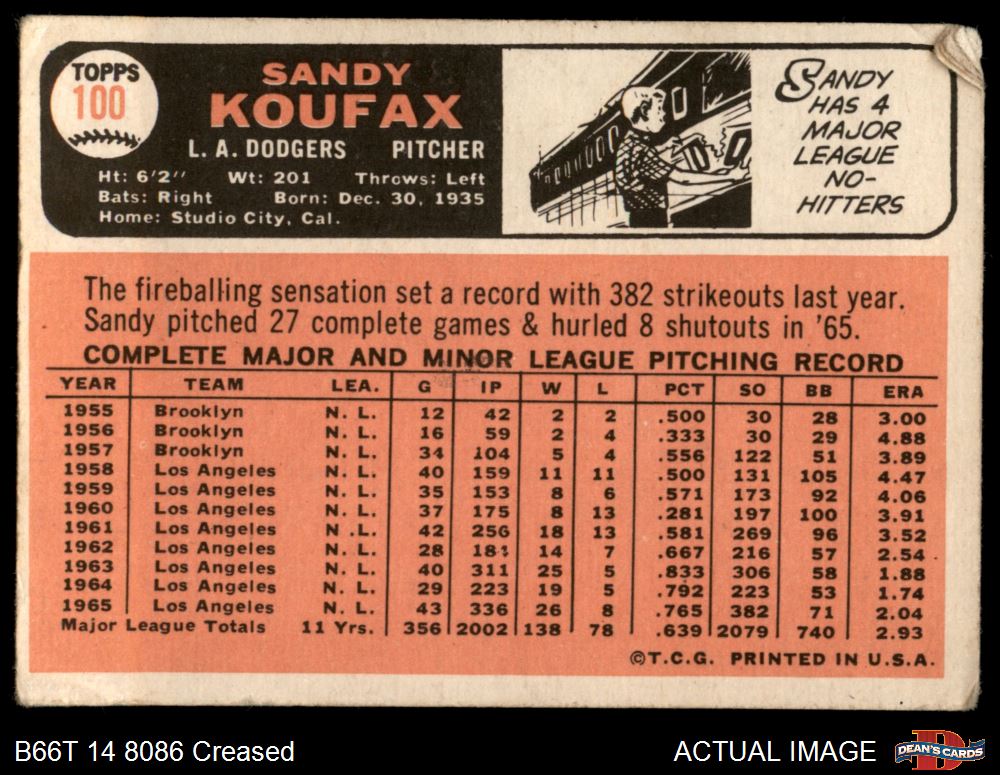 TOPPS
100
SANDY
KOUFAX
L. A. DODGERS PITCHER
Ht: 6'2" Wt: 201 Throws: Left
Bats: Right Born: Dec. 30, 1935
Home: Studio City, Cal.
SANDY
HAS 4
MAJOR
LEAGUE
NO-
HITTERS
The fireballing sensation set a record with 382 strikeouts last year.
Sandy pitched 27 complete games & hurled 8 shutouts in '65.
COMPLETE MAJOR AND MINOR LEAGUE PITCHING RECORD
YEAR TEAM LEA. G IP W L PCT SO BB ERA
1955 Brooklyn N. L. 12 42 2 2 .500 30 28 3.00
1956 Brooklyn N. L. 16 59 2 4 .333 30 29 4.88
1957 Brooklyn N. L. 34 104 5 4 .556 122 51 3.89
1958 Los Angeles N. L. 40 159 11 11 .500 131 105 4.47
1959 Los Angeles N. L. 35 153 8 6 .571 173 92 4.06
1960 Los Angeles N. L. 37 175 8 13 .281 197 100 3.91
1961 Los Angeles N .L. 42 256 18 13 .581 269 96 3.52
1962 Los Angeles N. L. 28 184 14 7 .667 216 57 2.54
1963 Los Angeles N. L. 40 311 25 5 .833 306 58 1.88
1964 Los Angeles N. L. 29 223 19 5 .792 223 53 1.74
1965 Los Angeles N. L. 43 336 26 8 .765 382 71 2.04
Major League Totals 11 Yrs. 356 2002 138 78 .639 2079 740 2.93
©T.C.G. PRINTED IN U.S.A.
B66T 14 8086 Creased
ACTUAL IMAGE
DEAN'S CARDS